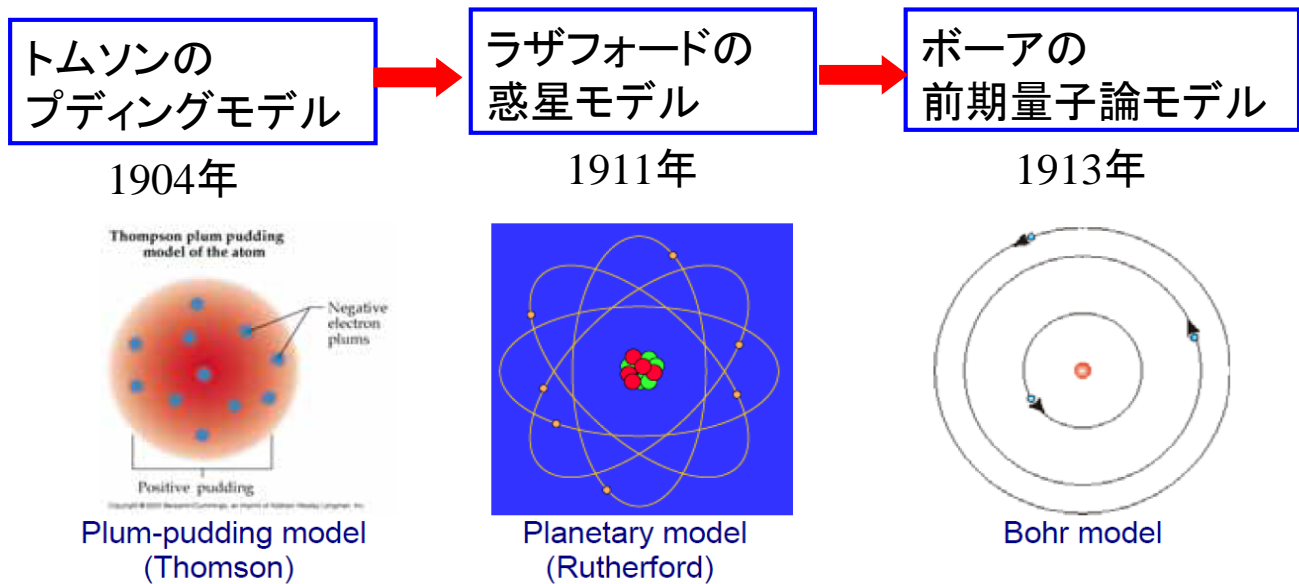 トムソンの
プディングモデル
ラザフォードの
惑星モデル
ボーアの
前期量子論モデル
1904年
1911年
1913年
Thompson plum pudding
model of the atom
Negative
electron
plums
Positive pudding
Plum-pudding model
(Thomson)
Planetary model
(Rutherford)
Bohr model